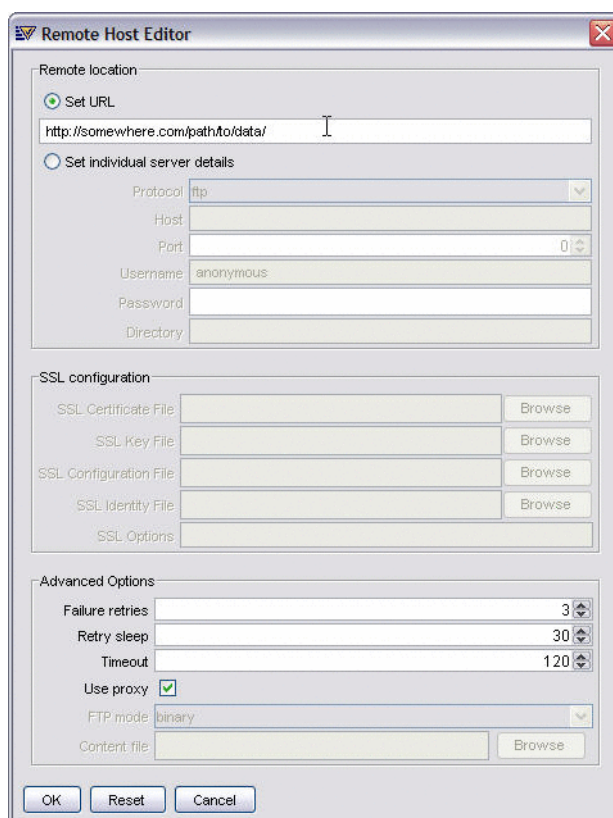 Remote Host Editor
Remote location
Set URL
http://somewhere.com/path/to/data/
Set individual server details
Protocol ftp
Host
Port 0
Username anonymous
Password
Directory
SSL configuration
SSL Certificate File Browse
SSL Key File Browse
SSL Configuration File Browse
SSL Identity File Browse
SSL Options
Advanced Options
Failure retries 3
Retry sleep 30
Timeout 120
Use proxy
FTP mode binary
Content file Browse
OK Reset Cancel